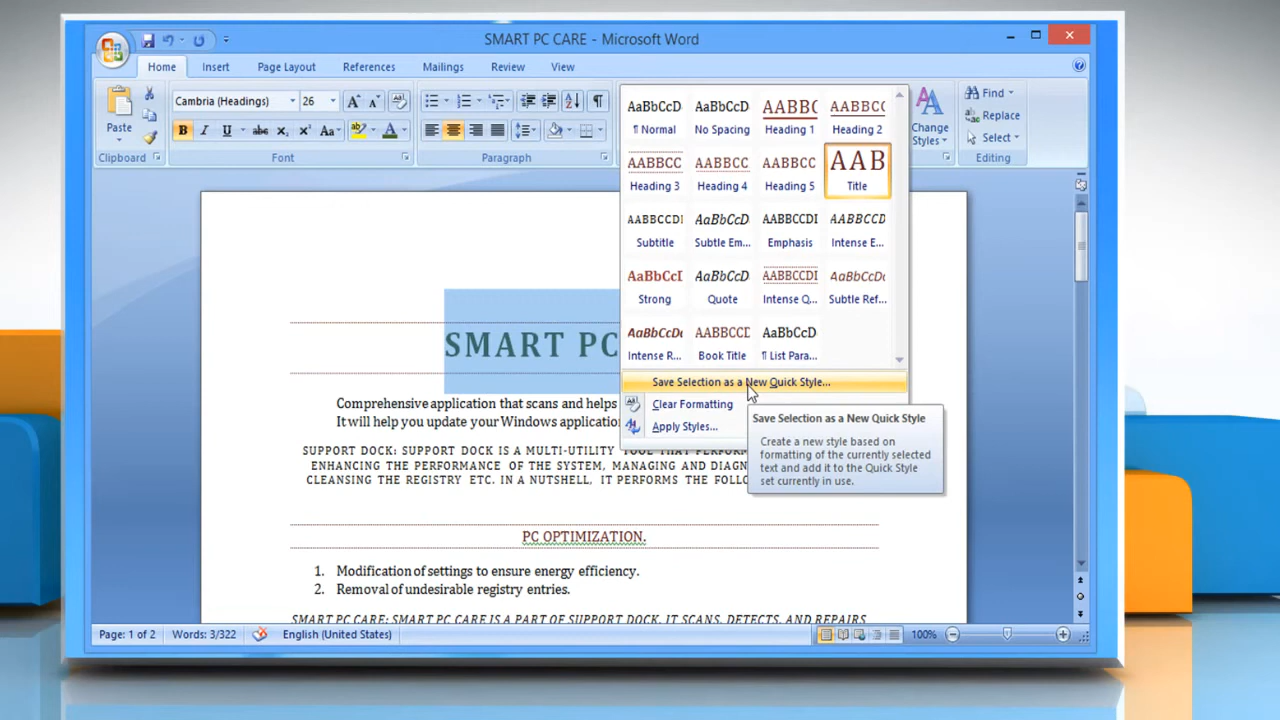 SMART PC CARE - Microsoft Word
Home Insert Page Layout References Mailings Review View
Cambria (Headings) 26
Paste
B I U abc X₂ X² Aa
Clipboard Font Paragraph
AaBbCcD AaBbCcD AABBC AABBCC
¶ Normal No Spacing Heading 1 Heading 2
AABBCC AABBCC AABBCC AAB
Heading 3 Heading 4 Heading 5 Title
AABBCCDI AaBbCcD AABBCCDI AABBCCD
Subtitle Subtle Em... Emphasis Intense E...
AaBbCcI AaBbCcD AABBCCDI AaBbCcDc
Strong Quote Intense Q... Subtle Ref...
AaBbCcDc AABBCCD AaBbCcD
Intense R... Book Title ¶ List Para...
Save Selection as a New Quick Style...
Clear Formatting
Apply Styles...
Change
Styles
Find
Replace
Select
Editing
Save Selection as a New Quick Style
Create a new style based on
formatting of the currently selected
text and add it to the Quick Style
set currently in use.
SMART PC
Comprehensive application that scans and helps
It will help you update your Windows application
SUPPORT DOCK: SUPPORT DOCK IS A MULTI-UTILITY TOOL THAT PERFORM
ENHANCING THE PERFORMANCE OF THE SYSTEM, MANAGING AND DIAGN
CLEANSING THE REGISTRY ETC. IN A NUTSHELL, IT PERFORMS THE FOLLO
PC OPTIMIZATION.
1. Modification of settings to ensure energy efficiency.
2. Removal of undesirable registry entries.
SMART PC CARE: SMART PC CARE IS A PART OF SUPPORT DOCK. IT SCANS, DETECTS, AND REPAIRS
Page: 1 of 2 Words: 3/322 English (United States) 100%